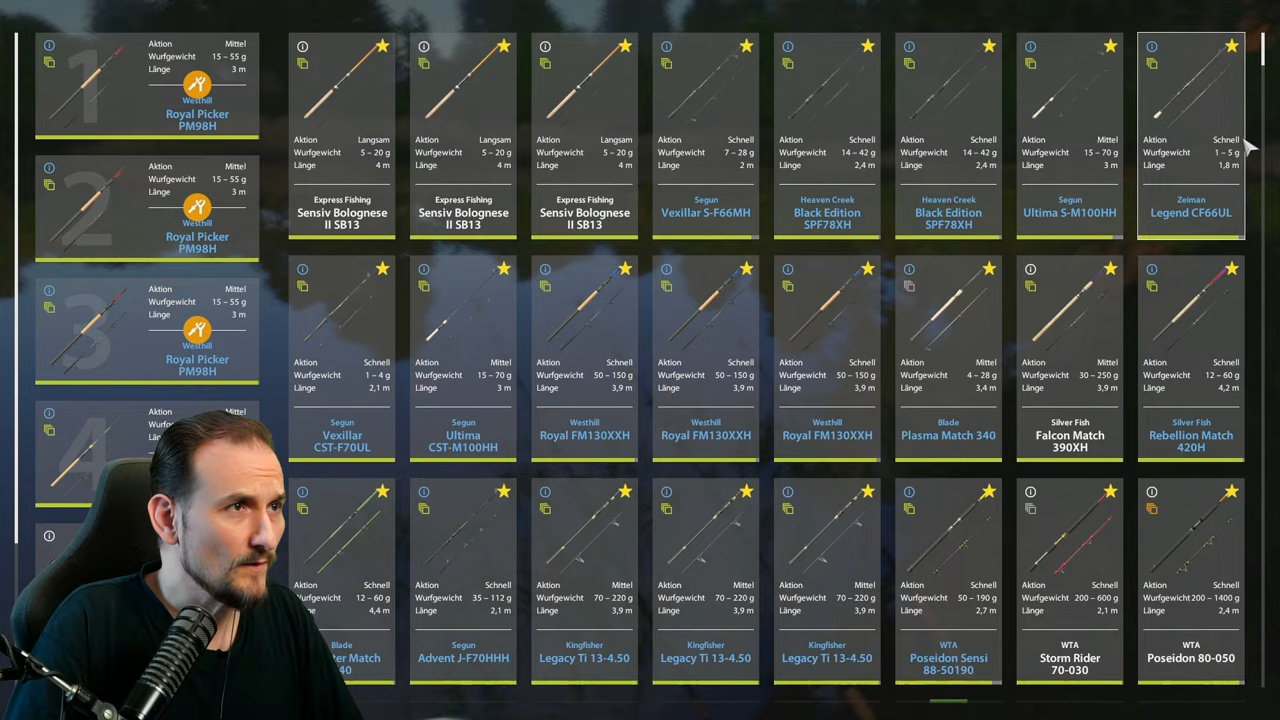 1
Aktion Mittel
Wurfgewicht 15 – 55 g
Länge 3 m
Westhill
Royal Picker
PM98H
2
Aktion Mittel
Wurfgewicht 15 – 55 g
Länge 3 m
Westhill
Royal Picker
PM98H
3
Aktion Mittel
Wurfgewicht 15 – 55 g
Länge 3 m
Westhill
Royal Picker
PM98H
4
Aktion Mittel
Aktion Langsam
Wurfgewicht 5 – 20 g
Länge 4 m
Express Fishing
Sensiv Bolognese
II SB13
Aktion Langsam
Wurfgewicht 5 – 20 g
Länge 4 m
Express Fishing
Sensiv Bolognese
II SB13
Aktion Langsam
Wurfgewicht 5 – 20 g
Länge 4 m
Express Fishing
Sensiv Bolognese
II SB13
Aktion Schnell
Wurfgewicht 7 – 28 g
Länge 2 m
Segun
Vexillar S-F66MH
Aktion Schnell
Wurfgewicht 14 – 42 g
Länge 2,4 m
Heaven Creek
Black Edition
SPF78XH
Aktion Schnell
Wurfgewicht 14 – 42 g
Länge 2,4 m
Heaven Creek
Black Edition
SPF78XH
Aktion Mittel
Wurfgewicht 15 – 70 g
Länge 3 m
Segun
Ultima S-M100HH
Aktion Schnell
Wurfgewicht 1 – 5 g
Länge 1,8 m
Zeiman
Legend CF66UL
Aktion Schnell
Wurfgewicht 1 – 4 g
Länge 2,1 m
Segun
Vexillar
CST-F70UL
Aktion Mittel
Wurfgewicht 15 – 70 g
Länge 3 m
Segun
Ultima
CST-M100HH
Aktion Schnell
Wurfgewicht 50 – 150 g
Länge 3,9 m
Westhill
Royal FM130XXH
Aktion Schnell
Wurfgewicht 50 – 150 g
Länge 3,9 m
Westhill
Royal FM130XXH
Aktion Schnell
Wurfgewicht 50 – 150 g
Länge 3,9 m
Westhill
Royal FM130XXH
Aktion Mittel
Wurfgewicht 4 – 28 g
Länge 3,4 m
Blade
Plasma Match 340
Aktion Mittel
Wurfgewicht 30 – 250 g
Länge 3,9 m
Silver Fish
Falcon Match
390XH
Aktion Schnell
Wurfgewicht 12 – 60 g
Länge 4,2 m
Silver Fish
Rebellion Match
420H
Aktion Schnell
Wurfgewicht 12 – 60 g
4,4 m
Blade
Match
40
Aktion Schnell
Wurfgewicht 35 – 112 g
Länge 2,1 m
Segun
Advent J-F70HHH
Aktion Mittel
Wurfgewicht 70 – 220 g
Länge 3,9 m
Kingfisher
Legacy Ti 13-4.50
Aktion Mittel
Wurfgewicht 70 – 220 g
Länge 3,9 m
Kingfisher
Legacy Ti 13-4.50
Aktion Mittel
Wurfgewicht 70 – 220 g
Länge 3,9 m
Kingfisher
Legacy Ti 13-4.50
Aktion Schnell
Wurfgewicht 50 – 190 g
Länge 2,7 m
WTA
Poseidon Sensi
88-50190
Aktion Schnell
Wurfgewicht 200 – 600 g
Länge 2,1 m
WTA
Storm Rider
70-030
Aktion Schnell
Wurfgewicht 200 – 1400 g
Länge 2,4 m
WTA
Poseidon 80-050